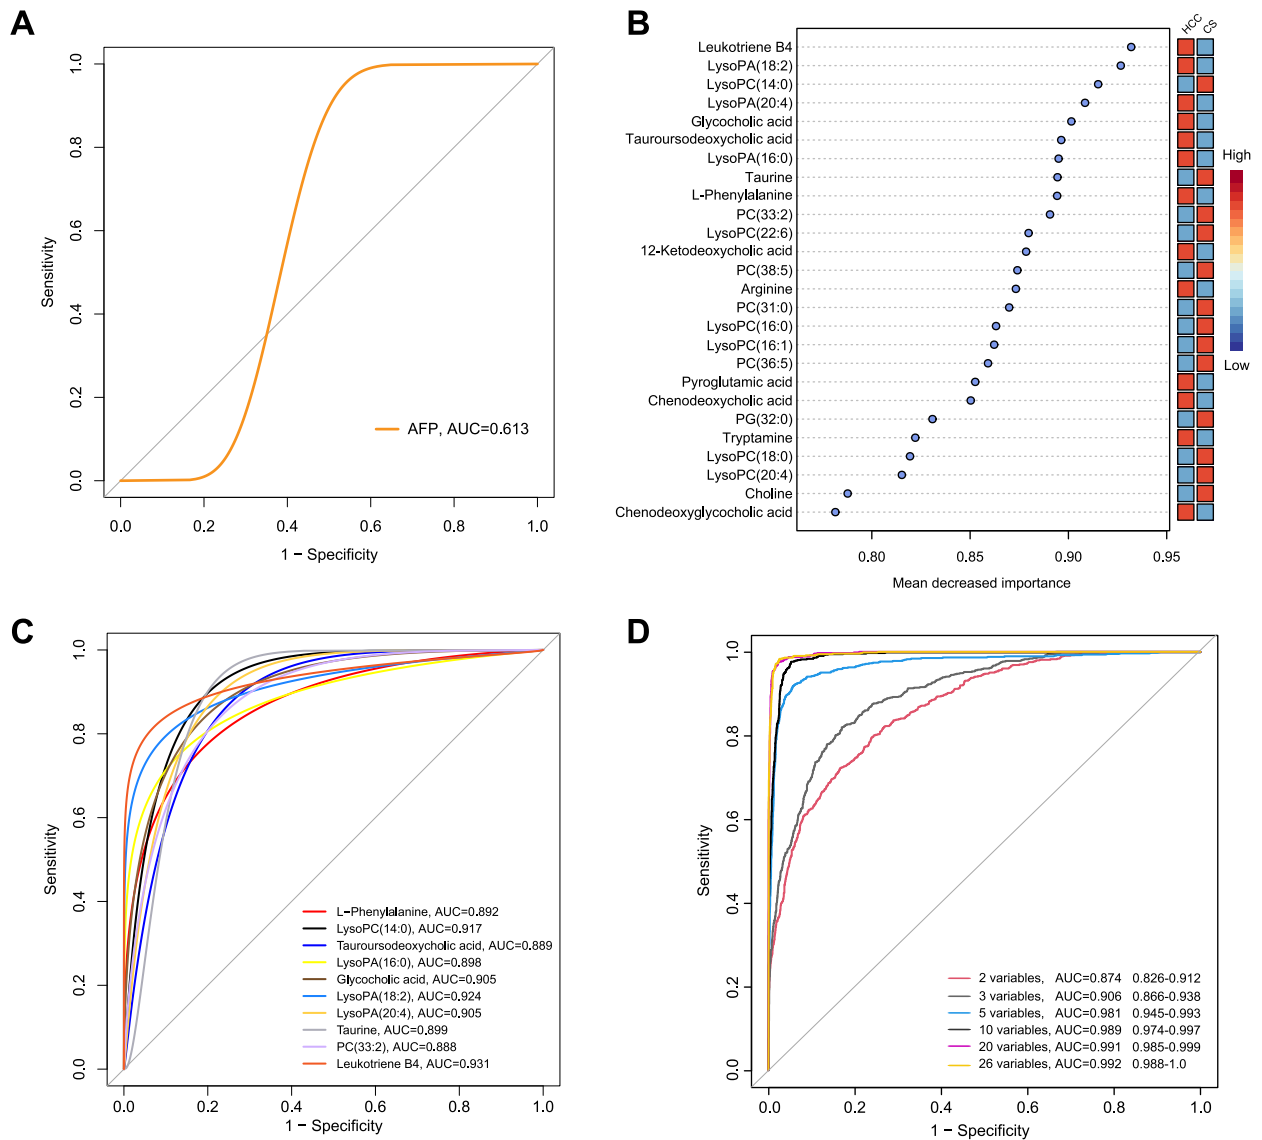 A
1.0
0.8
0.6
0.4
0.2
0.0
Sensitivity
AFP, AUC=0.613
0.0 0.2 0.4 0.6 0.8 1.0
1 − Specificity
B
HCC CS
Leukotriene B4
LysoPA(18:2)
LysoPC(14:0)
LysoPA(20:4)
Glycocholic acid
Tauroursodeoxycholic acid
LysoPA(16:0)
Taurine
L-Phenylalanine
PC(33:2)
LysoPC(22:6)
12-Ketodeoxycholic acid
PC(38:5)
Arginine
PC(31:0)
LysoPC(16:0)
LysoPC(16:1)
PC(36:5)
Pyroglutamic acid
Chenodeoxycholic acid
PG(32:0)
Tryptamine
LysoPC(18:0)
LysoPC(20:4)
Choline
Chenodeoxyglycocholic acid
High
Low
0.80 0.85 0.90 0.95
Mean decreased importance
C
1.0
0.8
0.6
0.4
0.2
0.0
Sensitivity
L−Phenylalanine, AUC=0.892
LysoPC(14:0), AUC=0.917
Tauroursodeoxycholic acid, AUC=0.889
LysoPA(16:0), AUC=0.898
Glycocholic acid, AUC=0.905
LysoPA(18:2), AUC=0.924
LysoPA(20:4), AUC=0.905
Taurine, AUC=0.899
PC(33:2), AUC=0.888
Leukotriene B4, AUC=0.931
0.0 0.2 0.4 0.6 0.8 1.0
1 − Specificity
D
1.0
0.8
0.6
0.4
0.2
0.0
Sensitivity
2 variables, AUC=0.874 0.826-0.912
3 variables, AUC=0.906 0.866-0.938
5 variables, AUC=0.981 0.945-0.993
10 variables, AUC=0.989 0.974-0.997
20 variables, AUC=0.991 0.985-0.999
26 variables, AUC=0.992 0.988-1.0
0.0 0.2 0.4 0.6 0.8 1.0
1 − Specificity